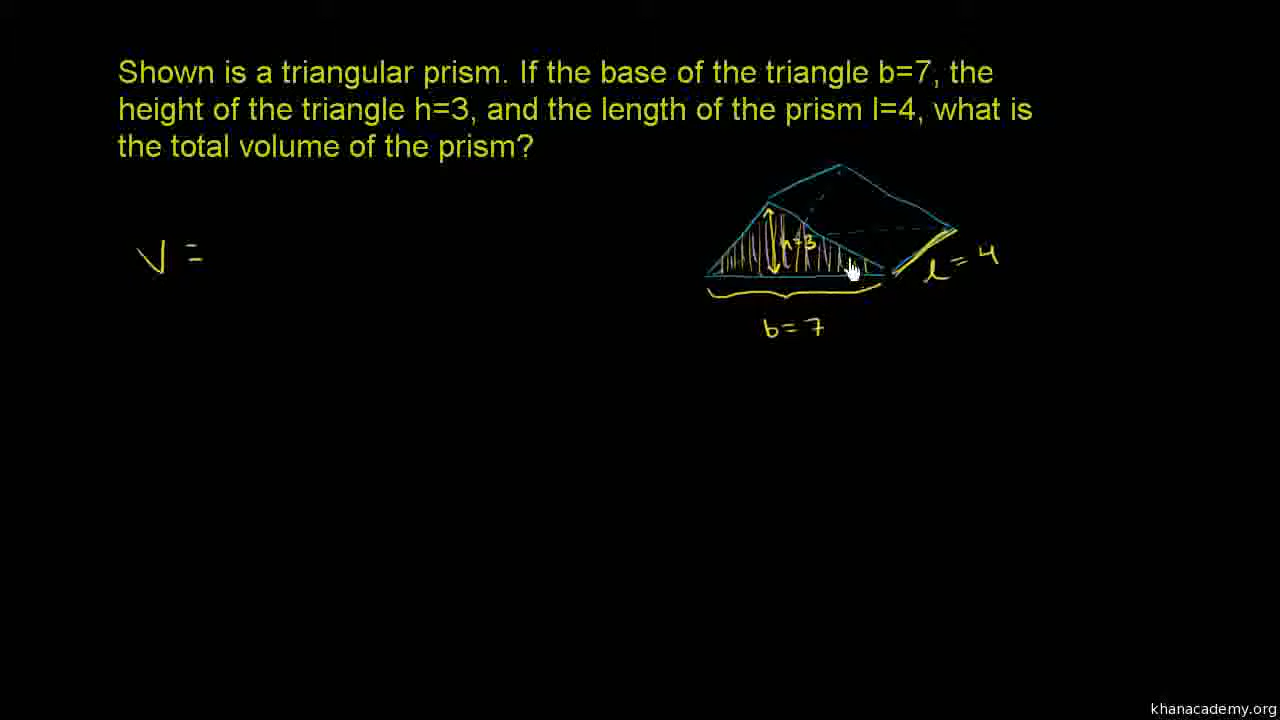 Shown is a triangular prism. If the base of the triangle b=7, the
height of the triangle h=3, and the length of the prism l=4, what is
the total volume of the prism?
V =
h=3
l = 4
b = 7
khanacademy.org